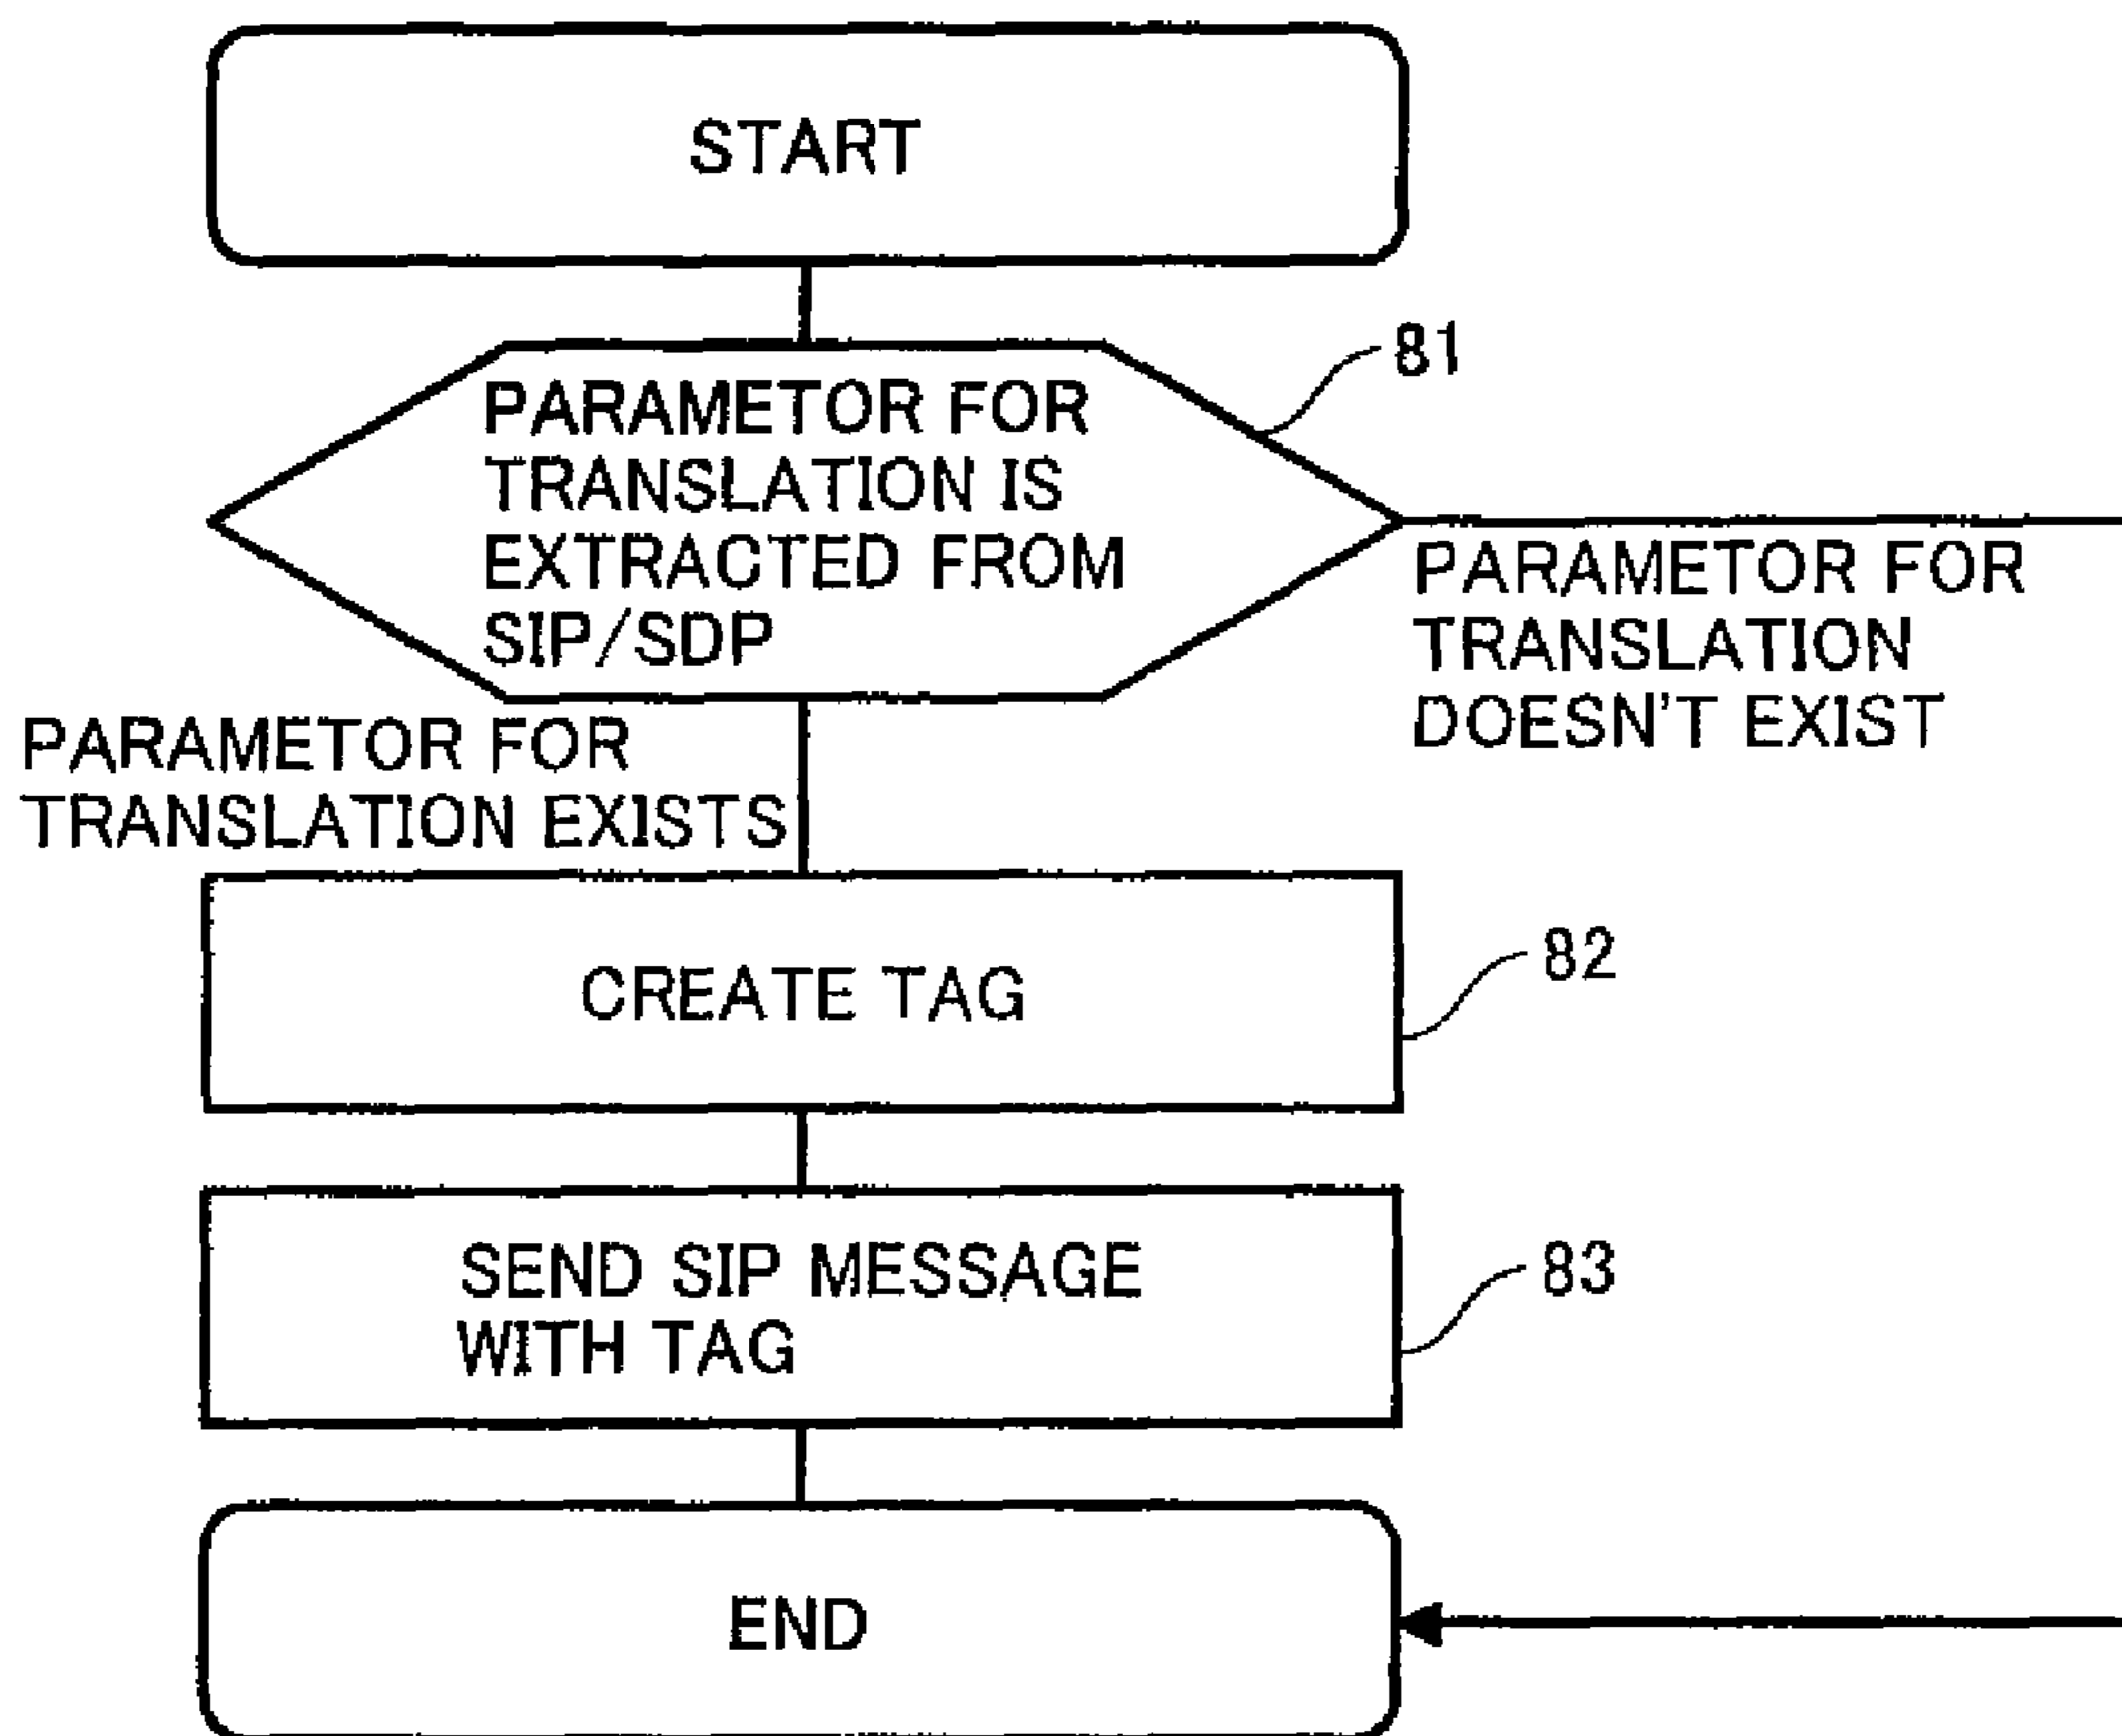 START
81
PARAMETOR FOR
TRANSLATION IS
EXTRACTED FROM
SIP/SDP
PARAMETOR FOR
TRANSLATION
DOESN'T EXIST
PARAMETOR FOR
TRANSLATION EXISTS
CREATE TAG
82
SEND SIP MESSAGE
WITH TAG
83
END